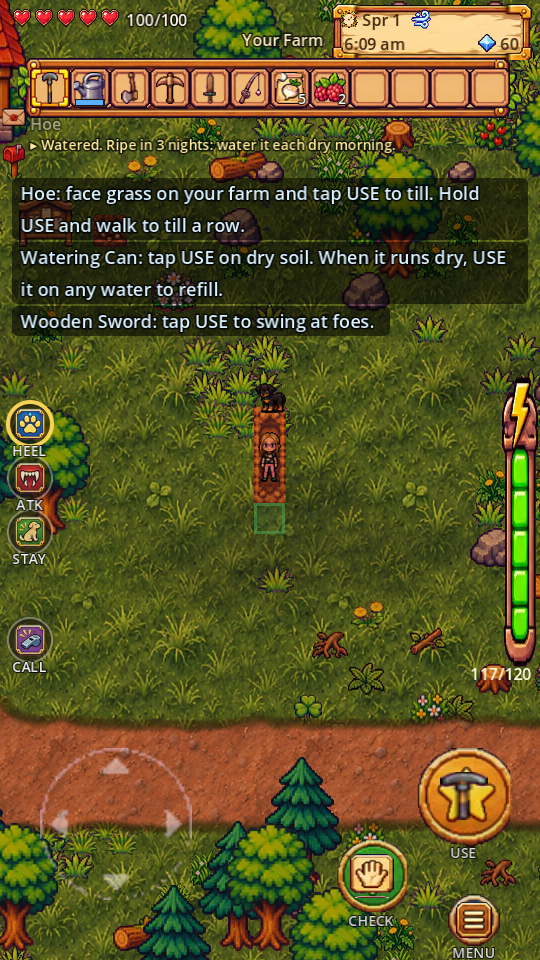 100/100
Spr 1
Your Farm
6:09 am
60
5
2
Hoe
▸ Watered. Ripe in 3 nights: water it each dry morning.
Hoe: face grass on your farm and tap USE to till. Hold
USE and walk to till a row.
Watering Can: tap USE on dry soil. When it runs dry, USE
it on any water to refill.
Wooden Sword: tap USE to swing at foes.
HEEL
ATK
STAY
CALL
117/120
USE
CHECK
MENU